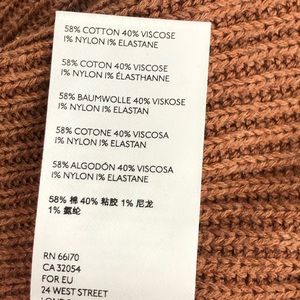 58% COTTON 40% VISCOSE
1% NYLON 1% ELASTANE
58% COTON 40% VISCOSE
1% NYLON 1% ÉLASTHANNE
58% BAUMWOLLE 40% VISKOSE
1% NYLON 1% ELASTAN
58% COTONE 40% VISCOSA
1% NYLON 1% ELASTAN
58% ALGODÓN 40% VISCOSA
1% NYLON 1% ELASTANE
58% 棉 40% 粘胶 1% 尼龙
1% 氨纶
RN 66170
CA 32054
FOR EU
24 WEST STREET